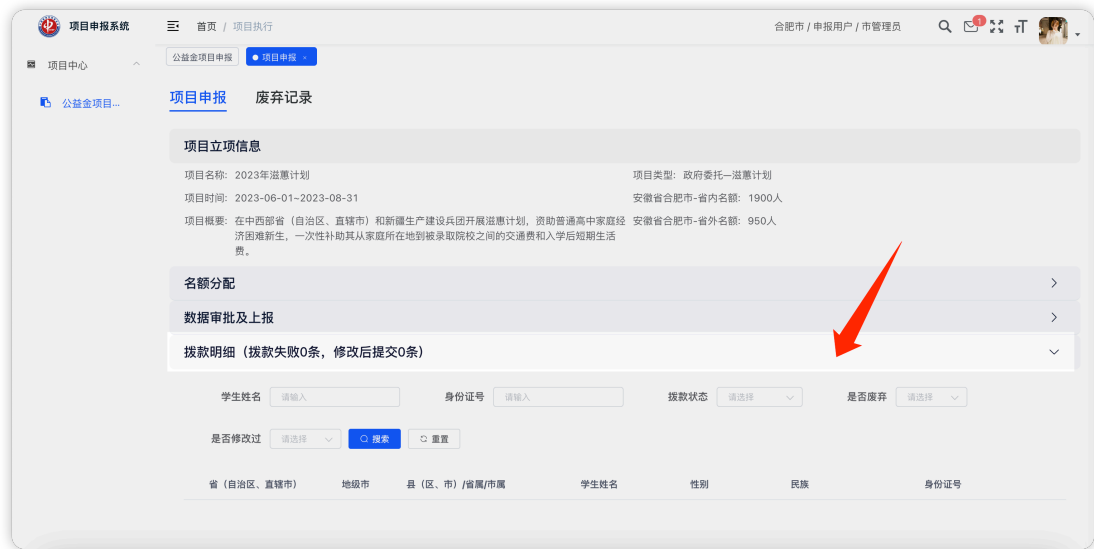 项目申报系统
首页 / 项目执行
合肥市 / 申报用户 / 市管理员
1
项目中心
公益金项目...
公益金项目申报
项目申报 ×
项目申报
废弃记录
项目立项信息
项目名称: 2023年滋蕙计划
项目类型: 政府委托—滋蕙计划
项目时间: 2023-06-01~2023-08-31
安徽省合肥市-省内名额: 1900人
项目概要: 在中西部省（自治区、直辖市）和新疆生产建设兵团开展滋惠计划，资助普通高中家庭经
济困难新生，一次性补助其从家庭所在地到被录取院校之间的交通费和入学后短期生活
费。
安徽省合肥市-省外名额: 950人
名额分配
数据审批及上报
拨款明细（拨款失败0条，修改后提交0条）
学生姓名 请输入
身份证号 请输入
拨款状态 请选择
是否废弃 请选择
是否修改过 请选择
搜索
重置
省（自治区、直辖市） 地级市 县（区、市）/省属/市属 学生姓名 性别 民族 身份证号